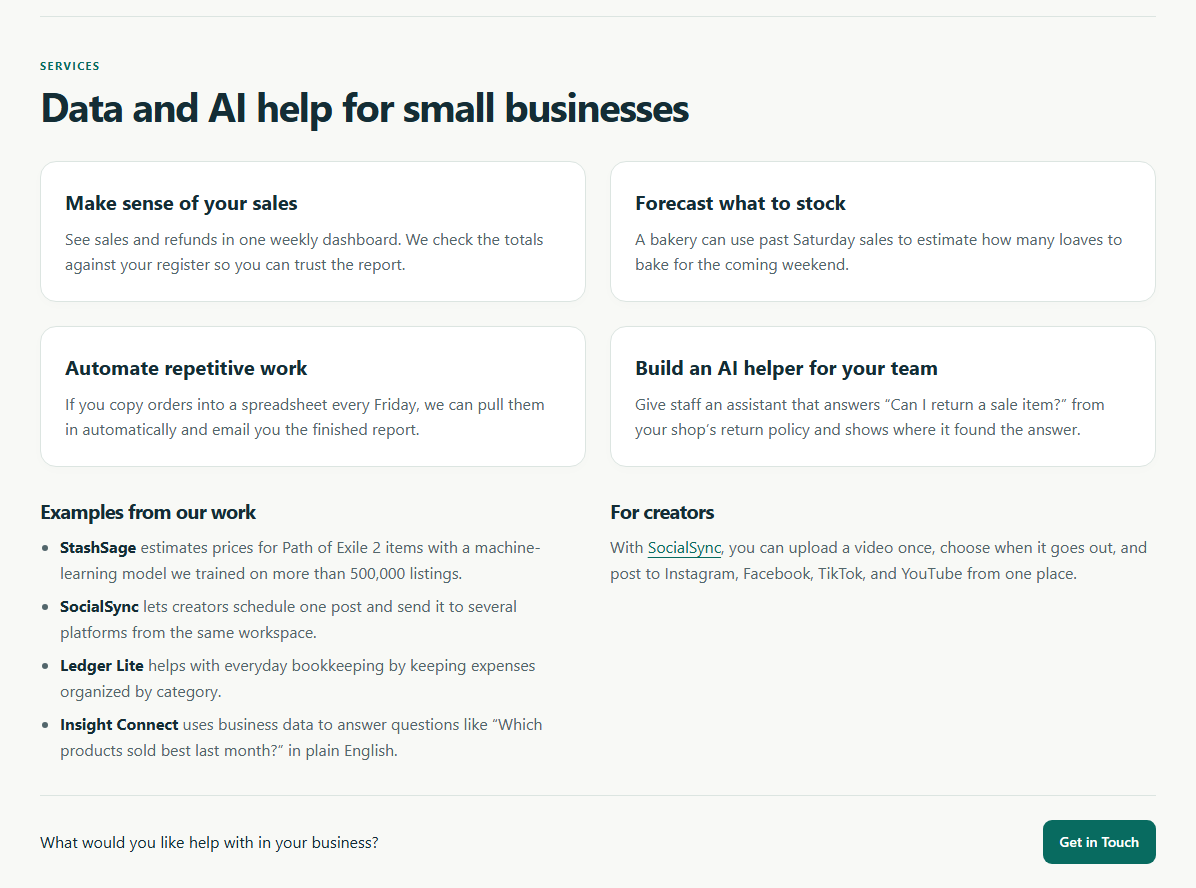 SERVICES
Data and AI help for small businesses
Make sense of your sales
See sales and refunds in one weekly dashboard. We check the totals
against your register so you can trust the report.
Forecast what to stock
A bakery can use past Saturday sales to estimate how many loaves to
bake for the coming weekend.
Automate repetitive work
If you copy orders into a spreadsheet every Friday, we can pull them
in automatically and email you the finished report.
Build an AI helper for your team
Give staff an assistant that answers “Can I return a sale item?” from
your shop’s return policy and shows where it found the answer.
Examples from our work
• StashSage estimates prices for Path of Exile 2 items with a machine-
learning model we trained on more than 500,000 listings.
• SocialSync lets creators schedule one post and send it to several
platforms from the same workspace.
• Ledger Lite helps with everyday bookkeeping by keeping expenses
organized by category.
• Insight Connect uses business data to answer questions like “Which
products sold best last month?” in plain English.
For creators
With SocialSync, you can upload a video once, choose when it goes out, and
post to Instagram, Facebook, TikTok, and YouTube from one place.
What would you like help with in your business?
Get in Touch